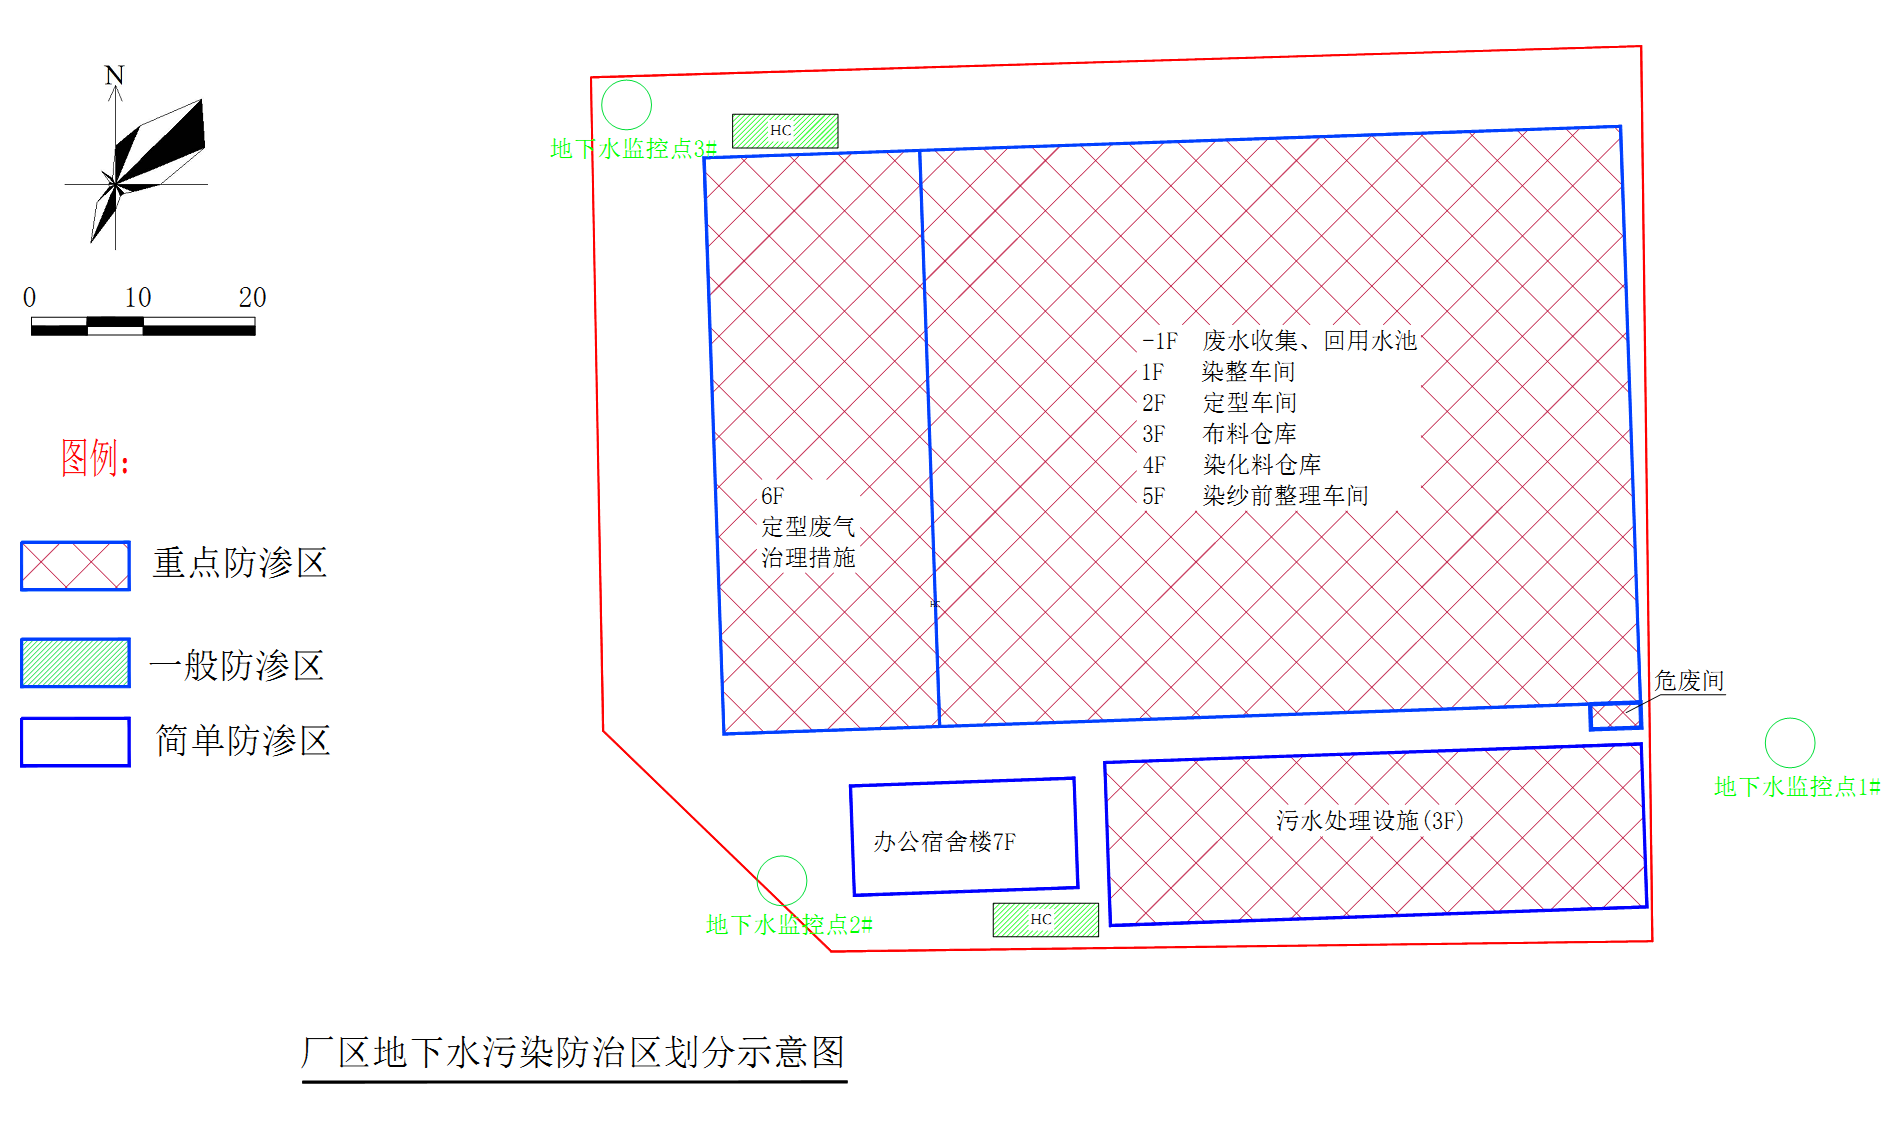 N
0 10 20
图例:
重点防渗区
一般防渗区
简单防渗区
地下水监控点3#
HC
-1F 废水收集、回用水池
1F 染整车间
2F 定型车间
3F 布料仓库
4F 染化料仓库
5F 染纱前整理车间
6F
定型废气
治理措施
危废间
地下水监控点1#
污水处理设施(3F)
办公宿舍楼7F
地下水监控点2#
HC
厂区地下水污染防治区划分示意图